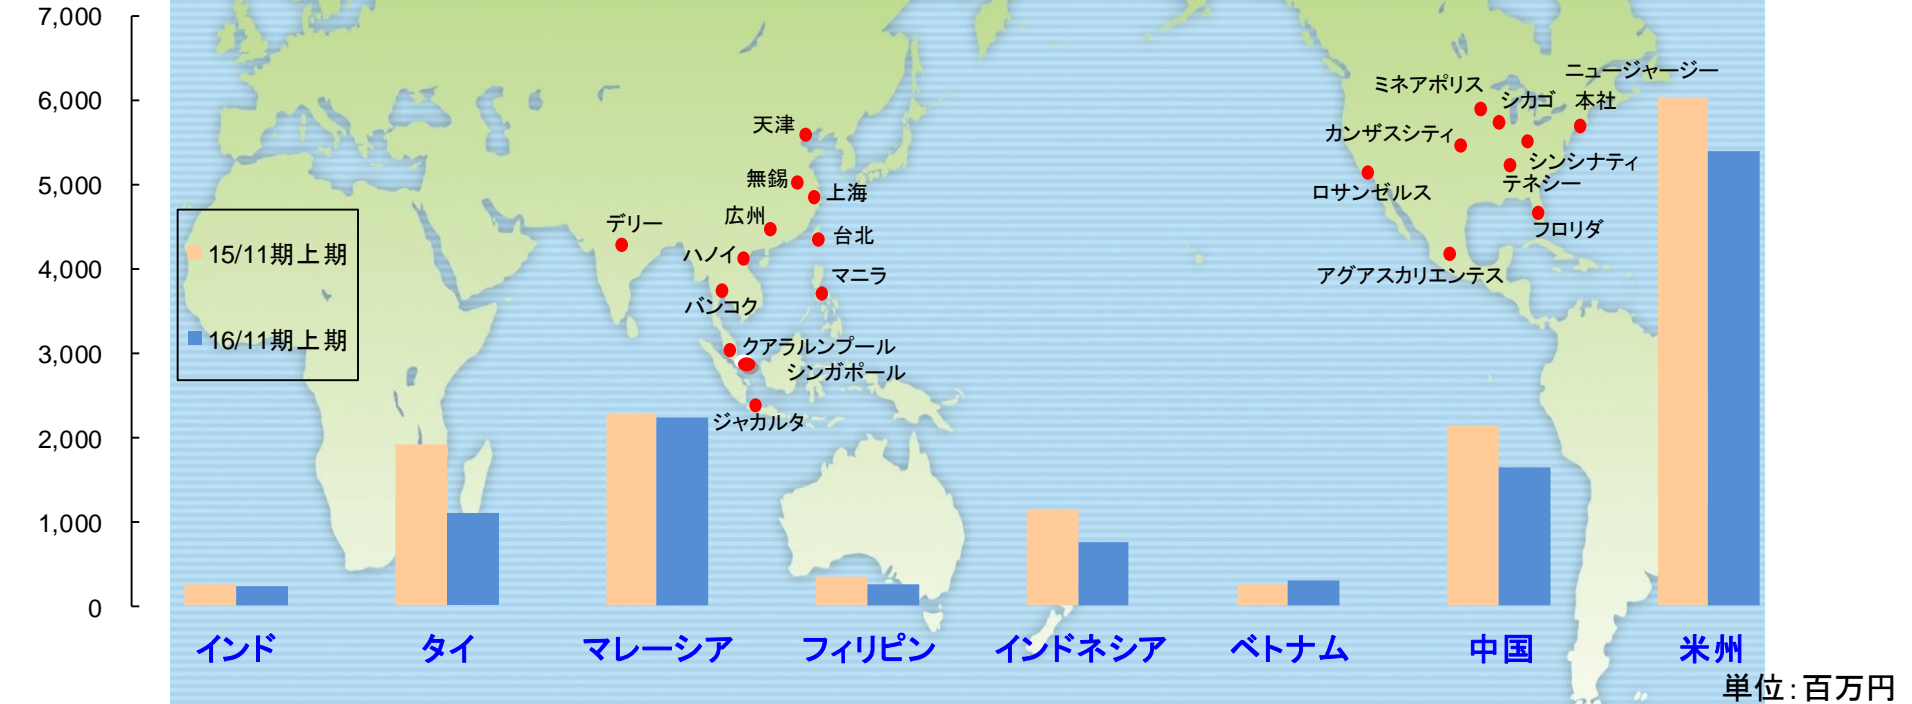 7,000
6,000
5,000
4,000
3,000
2,000
1,000
0
15/11期上期
16/11期上期
天津
無錫
上海
広州
デリー
台北
ハノイ
マニラ
バンコク
クアラルンプール
シンガポール
ジャカルタ
ニュージャージー
本社
ミネアポリス
シカゴ
カンザスシティ
シンシナティ
テネシー
ロサンゼルス
フロリダ
アグアスカリエンテス
インド
タイ
マレーシア
フィリピン
インドネシア
ベトナム
中国
米州
単位：百万円